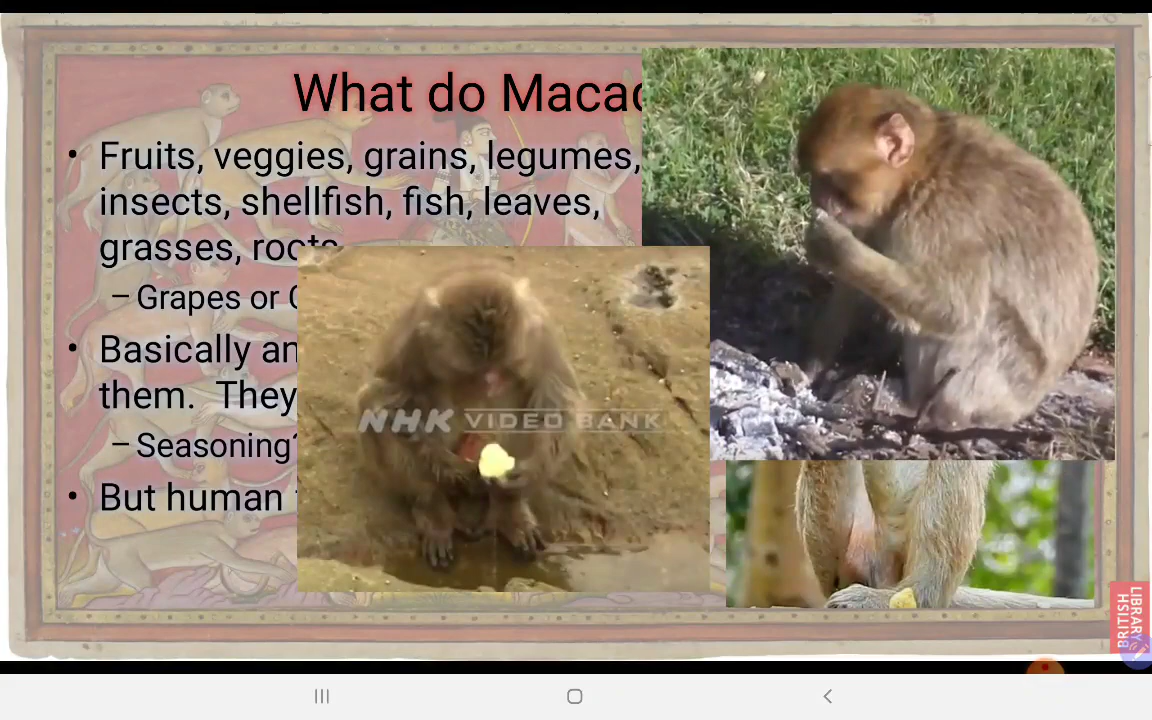 What do Maca
• Fruits, veggies, grains, legumes,
insects, shellfish, fish, leaves,
grasses, roots
– Grapes or
• Basically an
them. They
– Seasoning?
• But human
NHK VIDEO BANK
BRITISH
LIBRARY